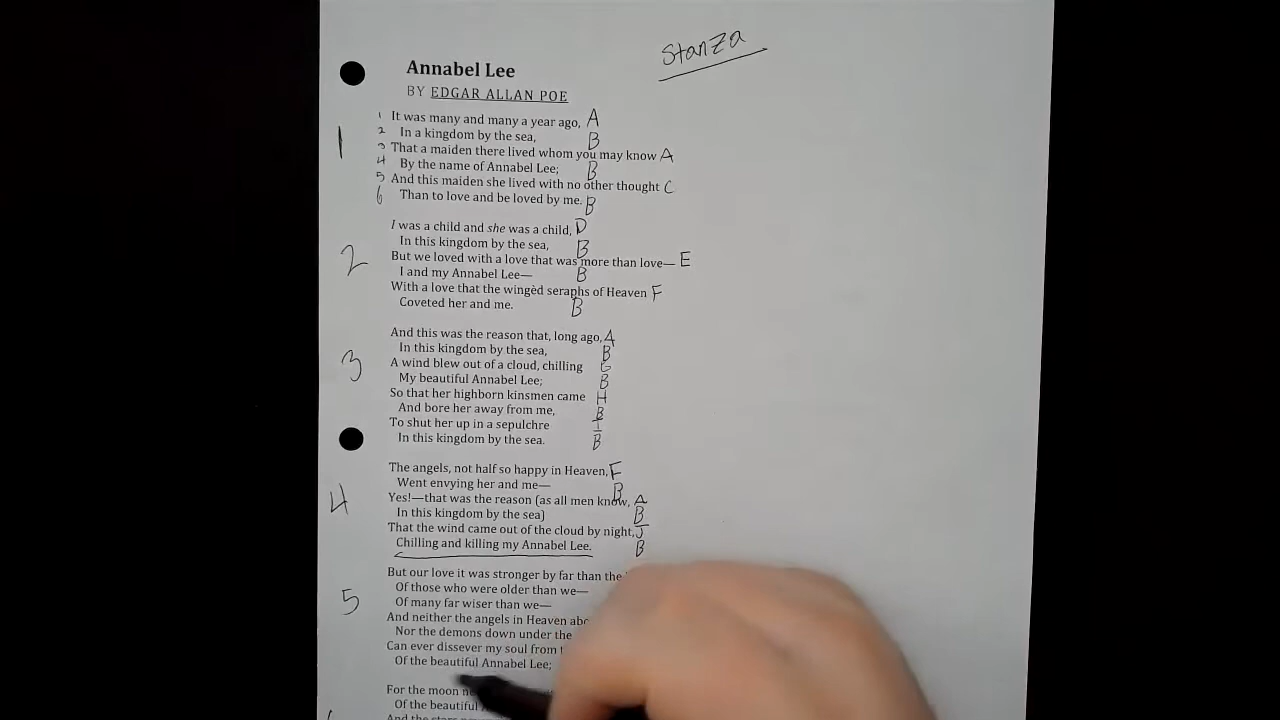 Stanza
Annabel Lee
BY EDGAR ALLAN POE
1
1 It was many and many a year ago, A
2 In a kingdom by the sea, B
3 That a maiden there lived whom you may know A
4 By the name of Annabel Lee; B
5 And this maiden she lived with no other thought C
6 Than to love and be loved by me. B
2
I was a child and she was a child, D
In this kingdom by the sea, B
But we loved with a love that was more than love— E
I and my Annabel Lee— B
With a love that the wingèd seraphs of Heaven F
Coveted her and me. B
3
And this was the reason that, long ago, A
In this kingdom by the sea, B
A wind blew out of a cloud, chilling G
My beautiful Annabel Lee; B
So that her highborn kinsmen came H
And bore her away from me, B
To shut her up in a sepulchre I
In this kingdom by the sea. B
4
The angels, not half so happy in Heaven, F
Went envying her and me— B
Yes!—that was the reason (as all men know, A
In this kingdom by the sea) B
That the wind came out of the cloud by night, J
Chilling and killing my Annabel Lee. B
5
But our love it was stronger by far than the
Of those who were older than we—
Of many far wiser than we—
And neither the angels in Heaven
Nor the demons down under the
Can ever dissever my soul from
Of the beautiful Annabel Lee;
For the moon
Of the beautiful
And the stars